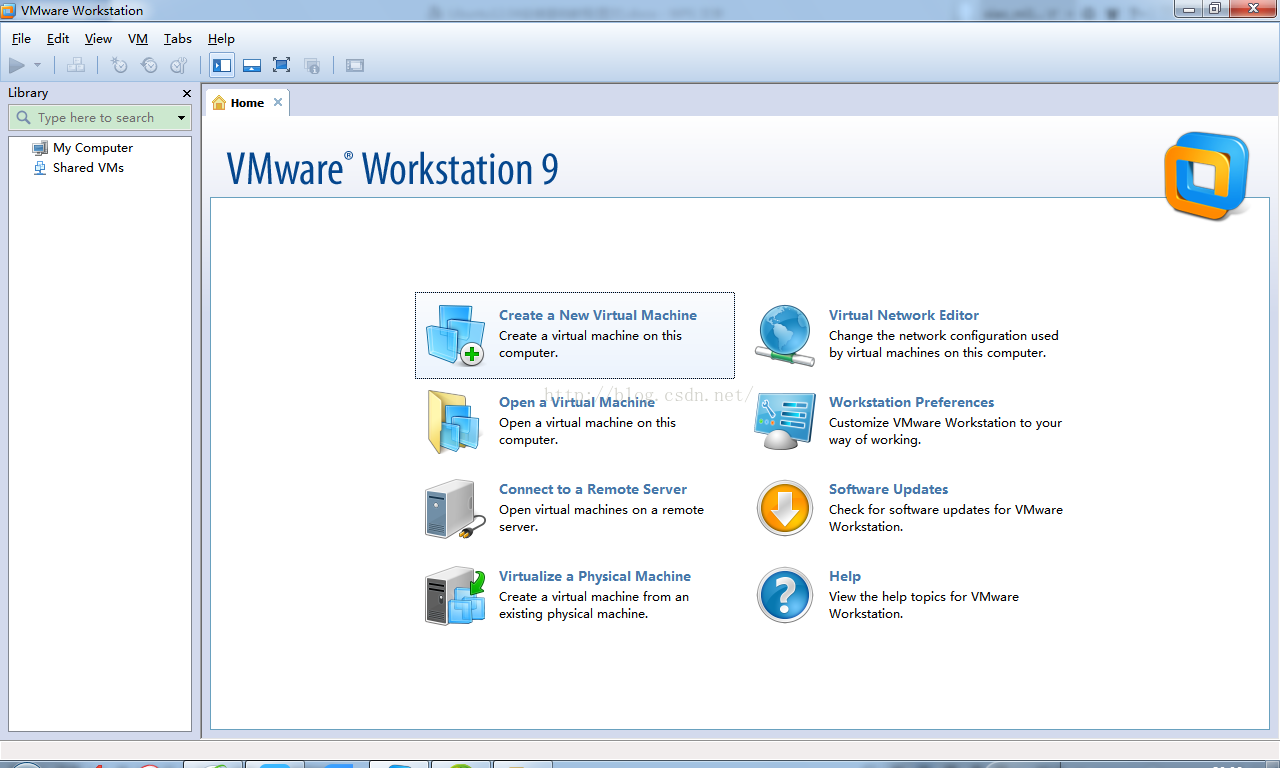 VMware Workstation
File Edit View VM Tabs Help
Library
Type here to search
My Computer
Shared VMs
Home
VMware® Workstation 9
Create a New Virtual Machine
Create a virtual machine on this
computer.
Open a Virtual Machine
Open a virtual machine on this
computer.
Connect to a Remote Server
Open virtual machines on a remote
server.
Virtualize a Physical Machine
Create a virtual machine from an
existing physical machine.
Virtual Network Editor
Change the network configuration used
by virtual machines on this computer.
Workstation Preferences
Customize VMware Workstation to your
way of working.
Software Updates
Check for software updates for VMware
Workstation.
Help
View the help topics for VMware
Workstation.
http://blog.csdn.net/